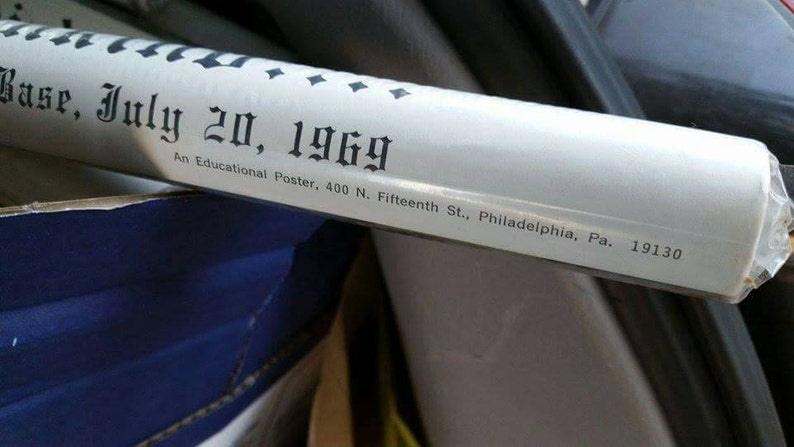 Base, July 20, 1969
An Educational Poster, 400 N. Fifteenth St., Philadelphia, Pa. 19130